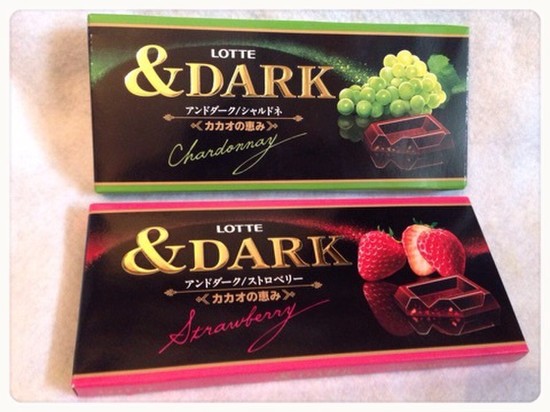 LOTTE
&DARK
アンドダーク/シャルドネ
カカオの恵み
Chardonnay
LOTTE
&DARK
アンドダーク/ストロベリー
カカオの恵み
Strawberry